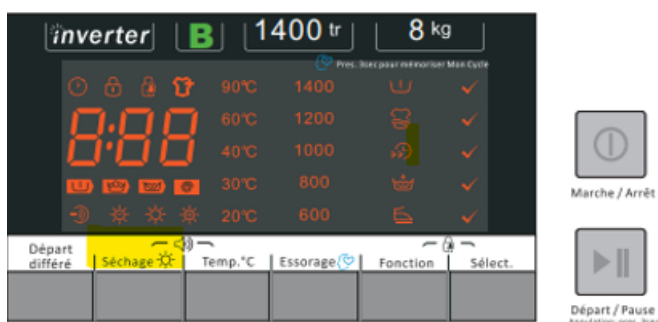 inverter B 1400 tr 8 kg
Pres. 3sec pour mémoriser Mon Cycle
90℃ 1400
8:88 60℃ 1200
40℃ 1000
30℃ 800
20℃ 600
Départ différé Séchage Temp.°C Essorage Fonction Sélect.
Marche / Arrêt
Départ / Pause